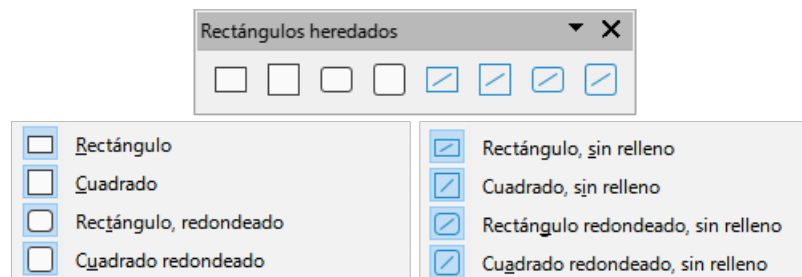 Rectángulos heredados
Rectángulo
Cuadrado
Rectángulo, redondeado
Cuadrado redondeado
Rectángulo, sin relleno
Cuadrado, sin relleno
Rectángulo redondeado, sin relleno
Cuadrado redondeado, sin relleno